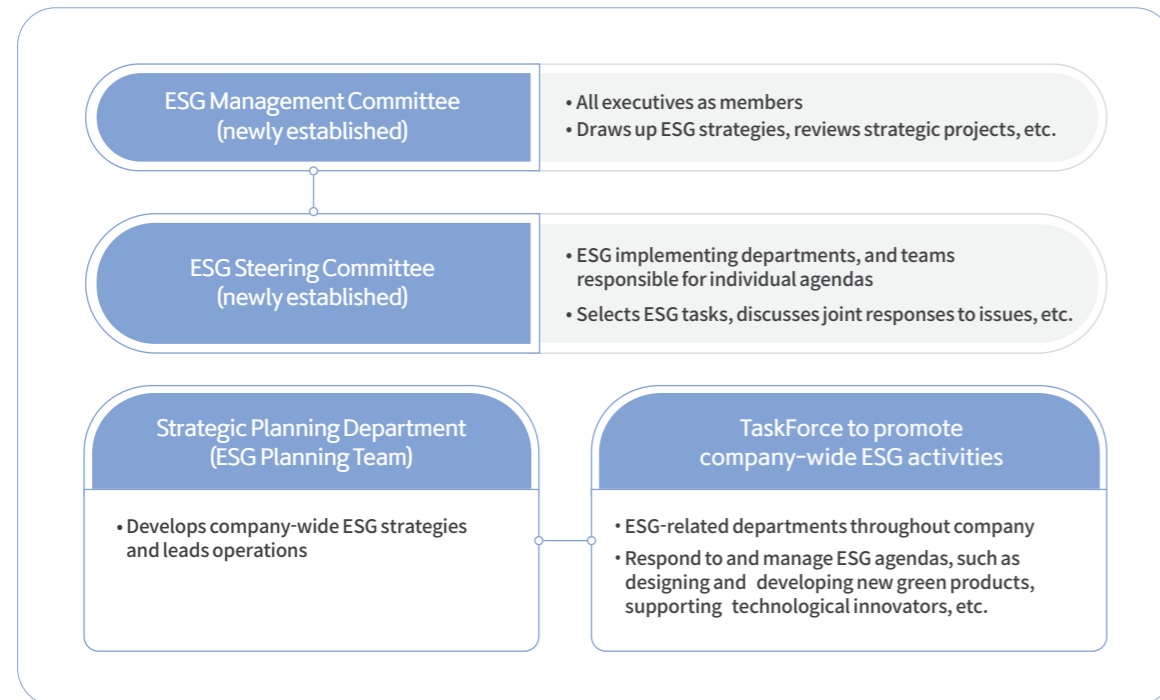 ESG Management Committee
(newly established)
• All executives as members
• Draws up ESG strategies, reviews strategic projects, etc.
ESG Steering Committee
(newly established)
• ESG implementing departments, and teams
responsible for individual agendas
• Selects ESG tasks, discusses joint responses to issues, etc.
Strategic Planning Department
(ESG Planning Team)
• Develops company-wide ESG strategies
and leads operations
TaskForce to promote
company-wide ESG activities
• ESG-related departments throughout company
• Respond to and manage ESG agendas, such as
designing and developing new green products,
supporting technological innovators, etc.